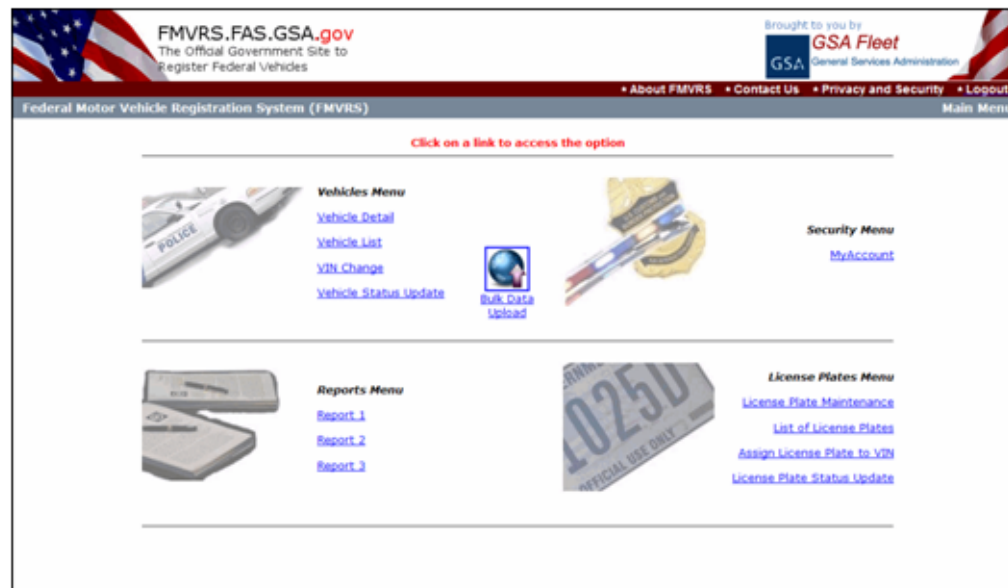 FMVRS.FAS.GSA.gov
The Official Government Site to
Register Federal Vehicles
Brought to you by
GSA
GSA Fleet
General Services Administration
• About FMVRS • Contact Us • Privacy and Security • Logout
Federal Motor Vehicle Registration System (FMVRS) Main Menu
Click on a link to access the option
Vehicles Menu
Vehicle Detail
Vehicle List
VIN Change
Vehicle Status Update
POLICE
Bulk Data
Upload
Security Menu
MyAccount
Reports Menu
Report 1
Report 2
Report 3
1025D
OFFICIAL USE ONLY
License Plates Menu
License Plate Maintenance
List of License Plates
Assign License Plate to VIN
License Plate Status Update